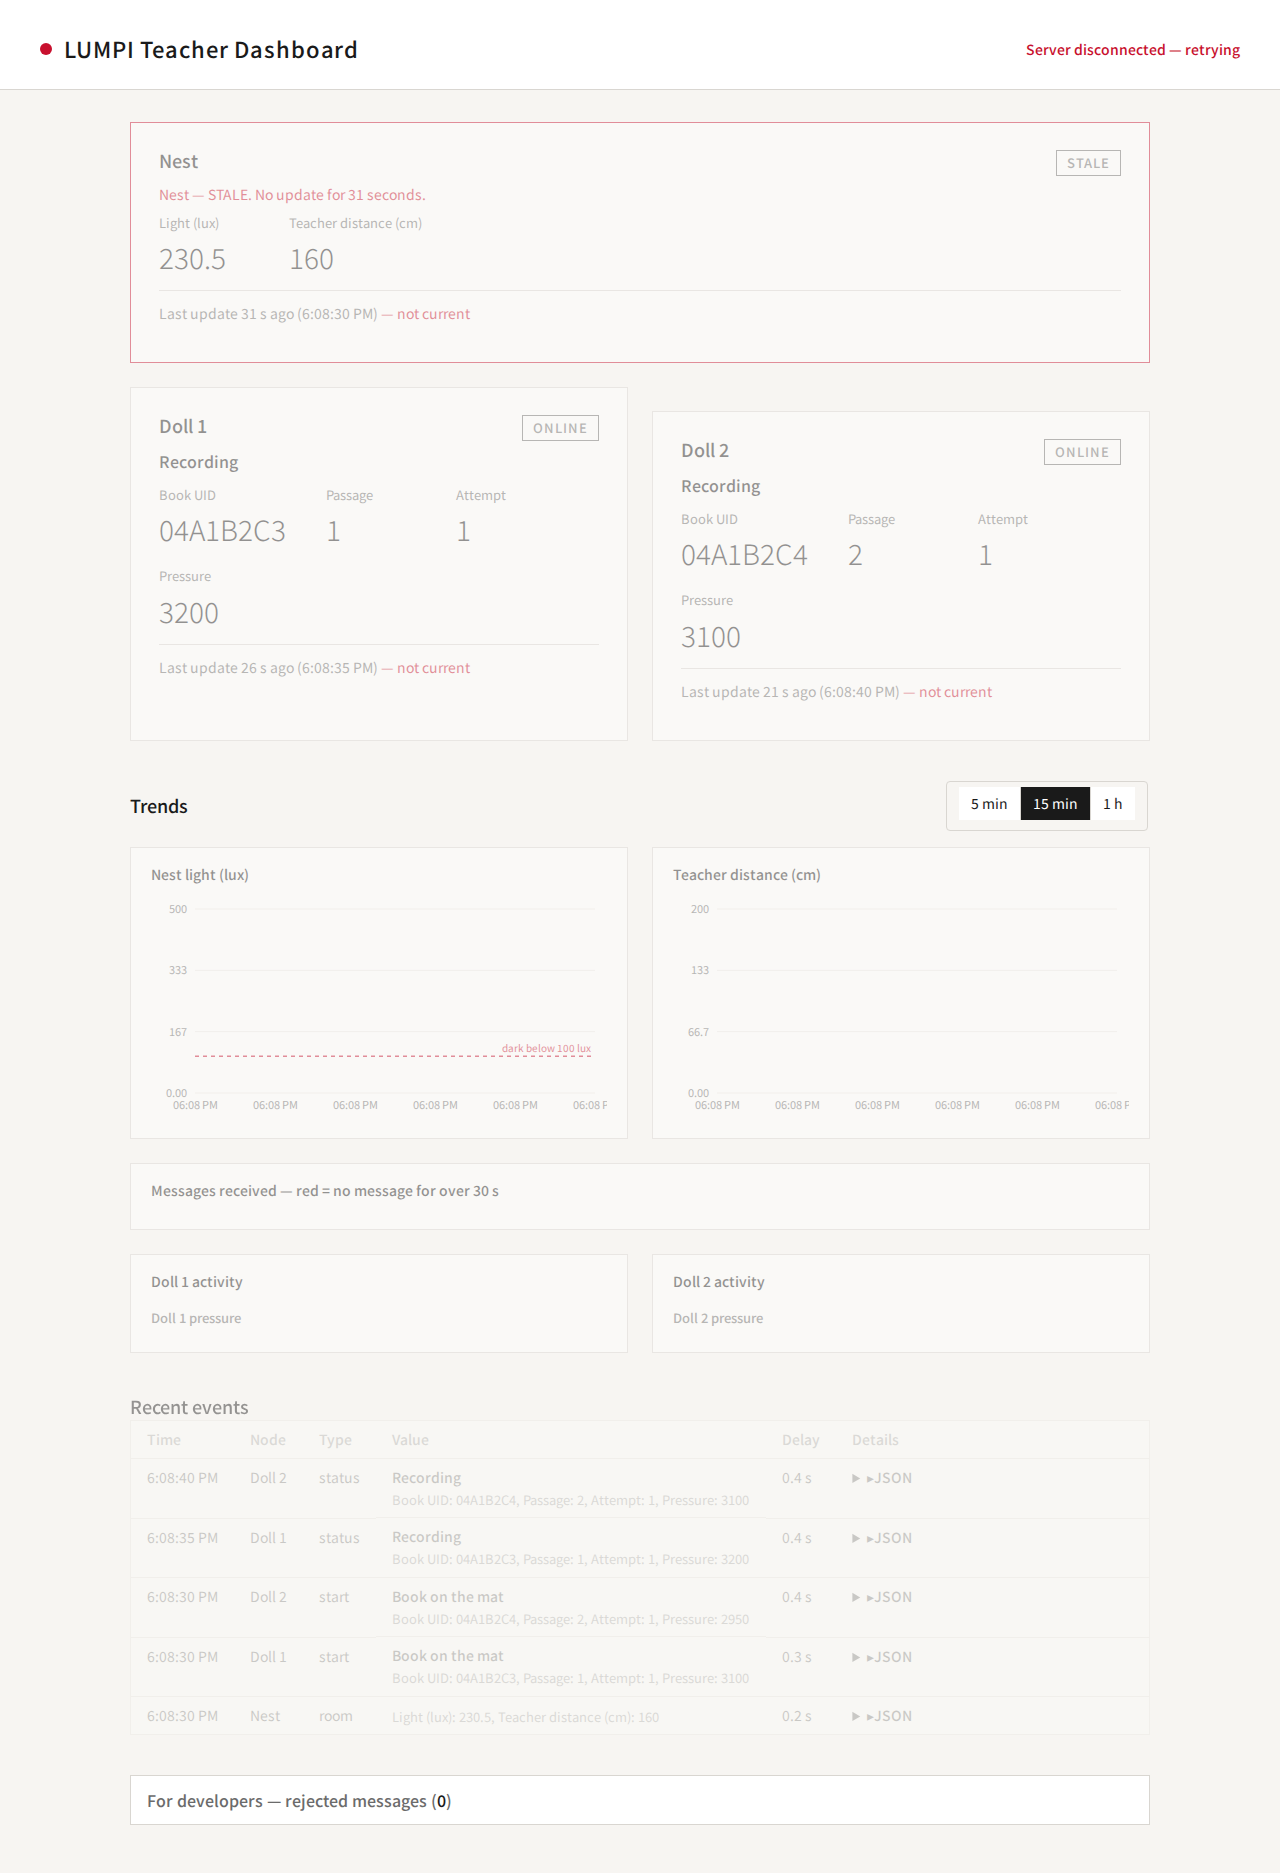 LUMPI Teacher Dashboard
Server disconnected — retrying
Nest
STALE
Nest — STALE. No update for 31 seconds.
Light (lux) Teacher distance (cm)
230.5 160
Last update 31 s ago (6:08:30 PM) — not current
Doll 1
ONLINE
Recording
Book UID Passage Attempt
04A1B2C3 1 1
Pressure
3200
Last update 26 s ago (6:08:35 PM) — not current
Doll 2
ONLINE
Recording
Book UID Passage Attempt
04A1B2C4 2 1
Pressure
3100
Last update 21 s ago (6:08:40 PM) — not current
Trends
5 min 15 min 1 h
Nest light (lux)
500
333
167
dark below 100 lux
0.00
06:08 PM 06:08 PM 06:08 PM 06:08 PM 06:08 PM 06:08 P
Teacher distance (cm)
200
133
66.7
0.00
06:08 PM 06:08 PM 06:08 PM 06:08 PM 06:08 PM 06:08 P
Messages received — red = no message for over 30 s
Doll 1 activity
Doll 1 pressure
Doll 2 activity
Doll 2 pressure
Recent events
Time Node Type Value Delay Details
6:08:40 PM Doll 2 status Recording 0.4 s ▶ ▸JSON
Book UID: 04A1B2C4, Passage: 2, Attempt: 1, Pressure: 3100
6:08:35 PM Doll 1 status Recording 0.4 s ▶ ▸JSON
Book UID: 04A1B2C3, Passage: 1, Attempt: 1, Pressure: 3200
6:08:30 PM Doll 2 start Book on the mat 0.4 s ▶ ▸JSON
Book UID: 04A1B2C4, Passage: 2, Attempt: 1, Pressure: 2950
6:08:30 PM Doll 1 start Book on the mat 0.3 s ▶ ▸JSON
Book UID: 04A1B2C3, Passage: 1, Attempt: 1, Pressure: 3100
6:08:30 PM Nest room Light (lux): 230.5, Teacher distance (cm): 160 0.2 s ▶ ▸JSON
For developers — rejected messages (0)